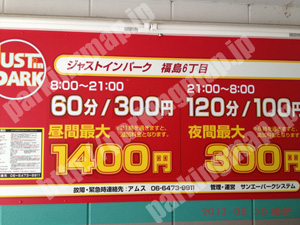 JUST in
PARK
ジャストインパーク 福島6丁目
8:00〜21:00 21:00〜8:00
60分/300円 120分/100円
昼間最大 夜間最大
1400円 300円
故障・緊急時連絡先:アムス 06-6473-9911 管理・運営 サンエーパークシステム
06-6473-9911